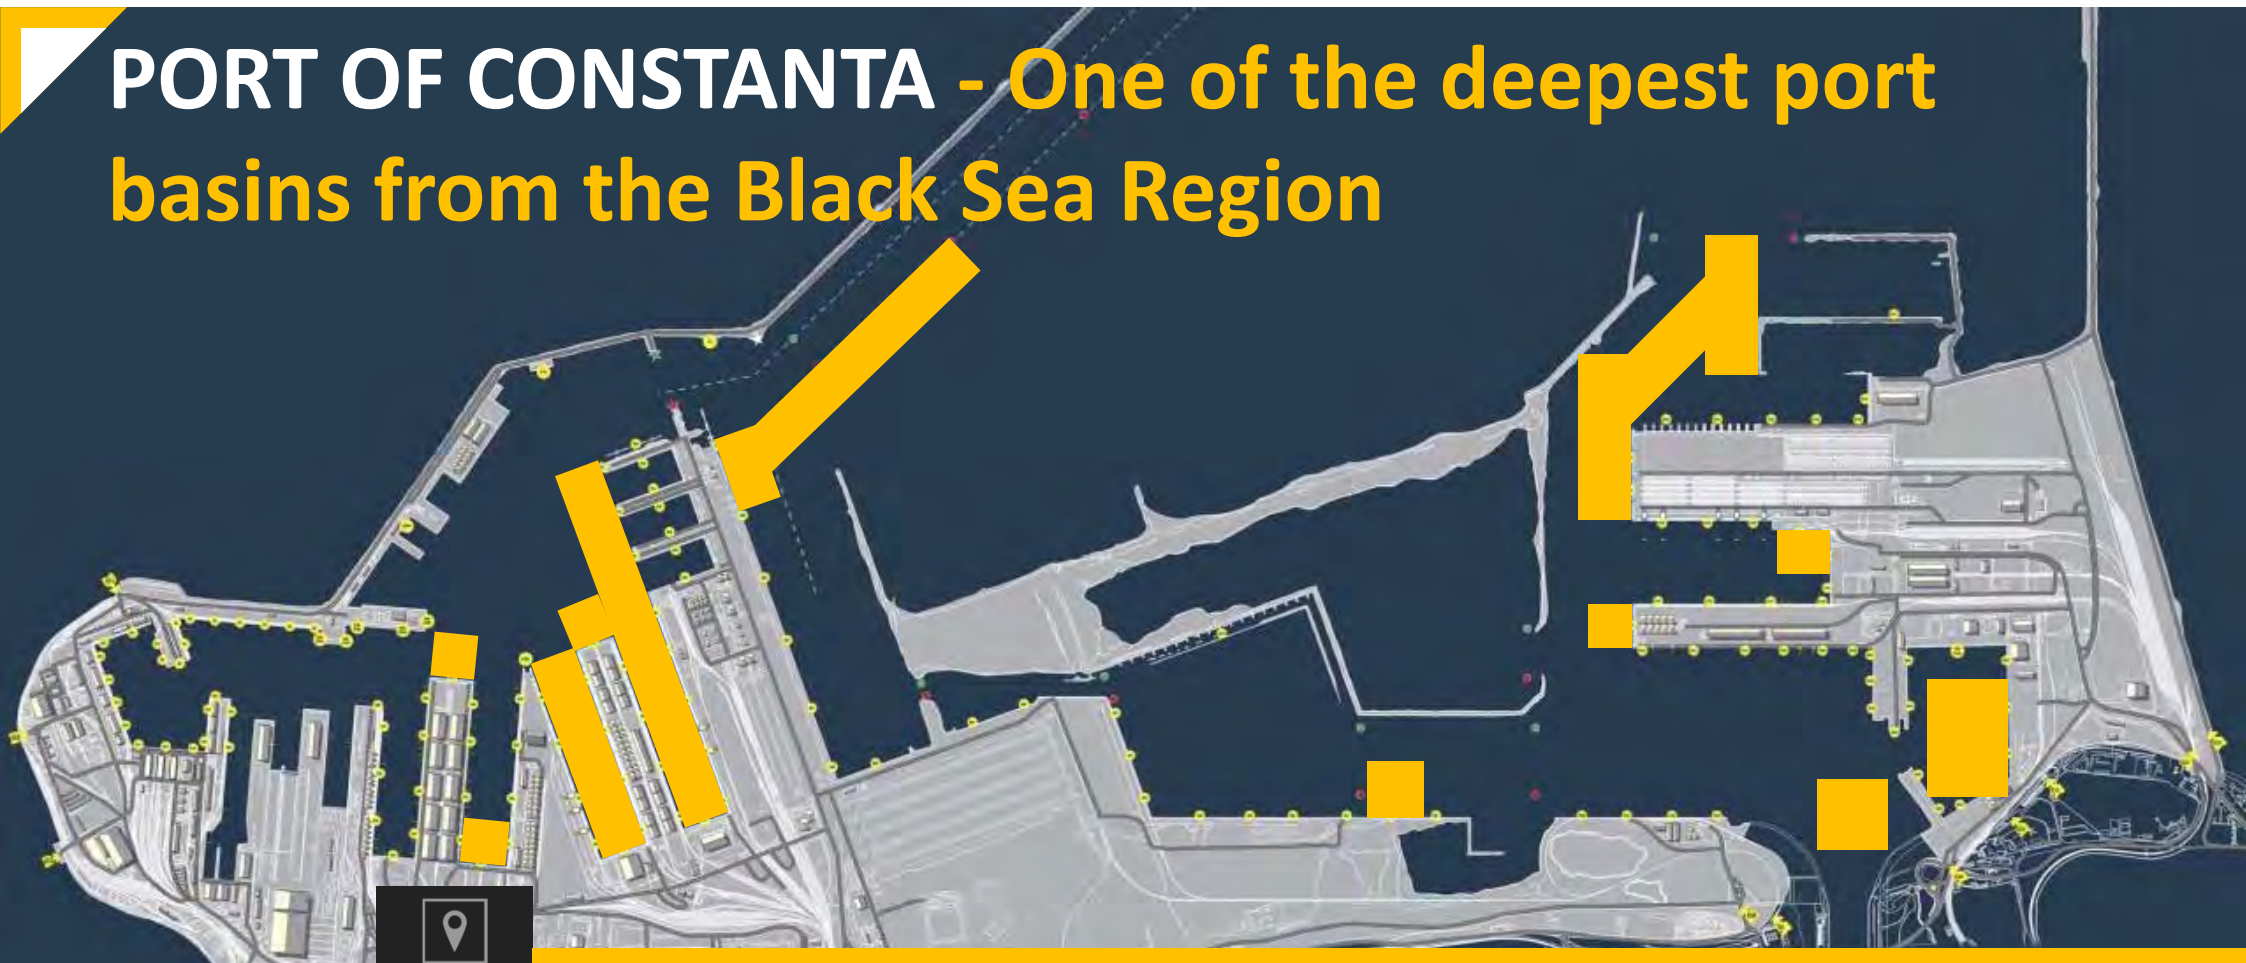 PORT OF CONSTANTA - One of the deepest port
basins from the Black Sea Region